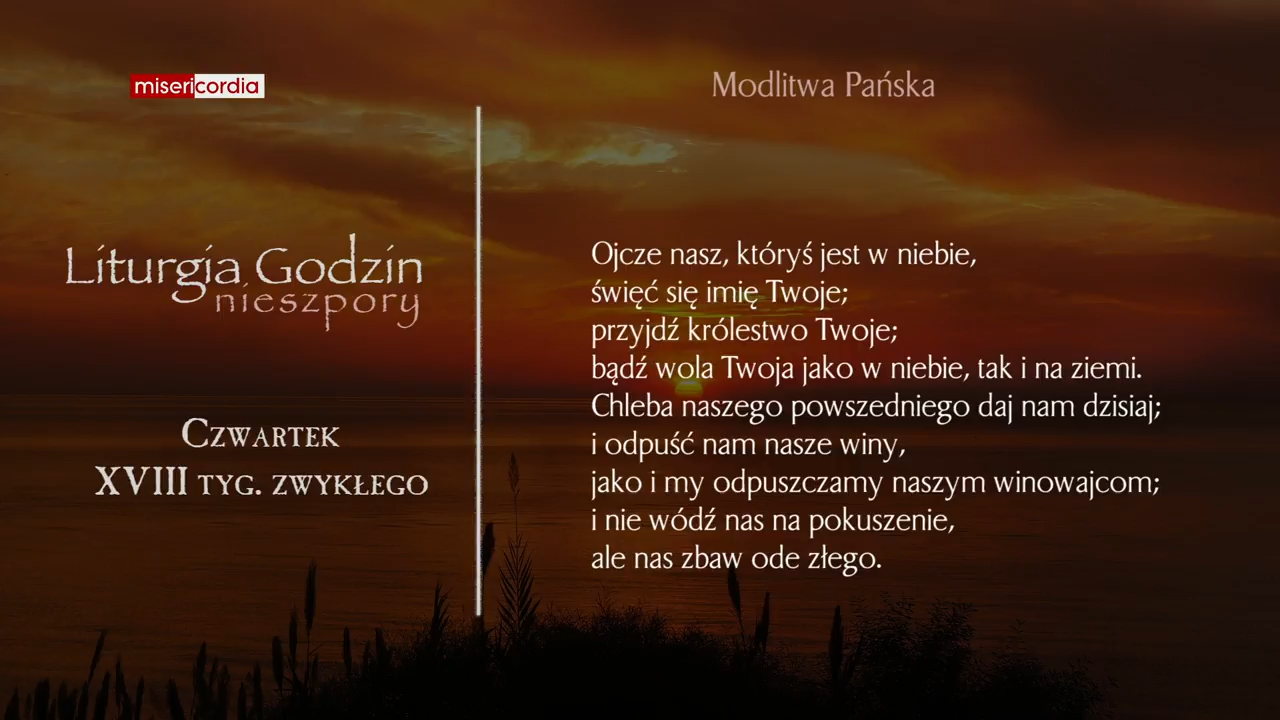 misericordia
Modlitwa Pańska
Liturgia Godzin
nieszpory
Czwartek
XVIII tyg. zwykłego
Ojcze nasz, któryś jest w niebie,
święć się imię Twoje;
przyjdź królestwo Twoje;
bądź wola Twoja jako w niebie, tak i na ziemi.
Chleba naszego powszedniego daj nam dzisiaj;
i odpuść nam nasze winy,
jako i my odpuszczamy naszym winowajcom;
i nie wódź nas na pokuszenie,
ale nas zbaw ode złego.